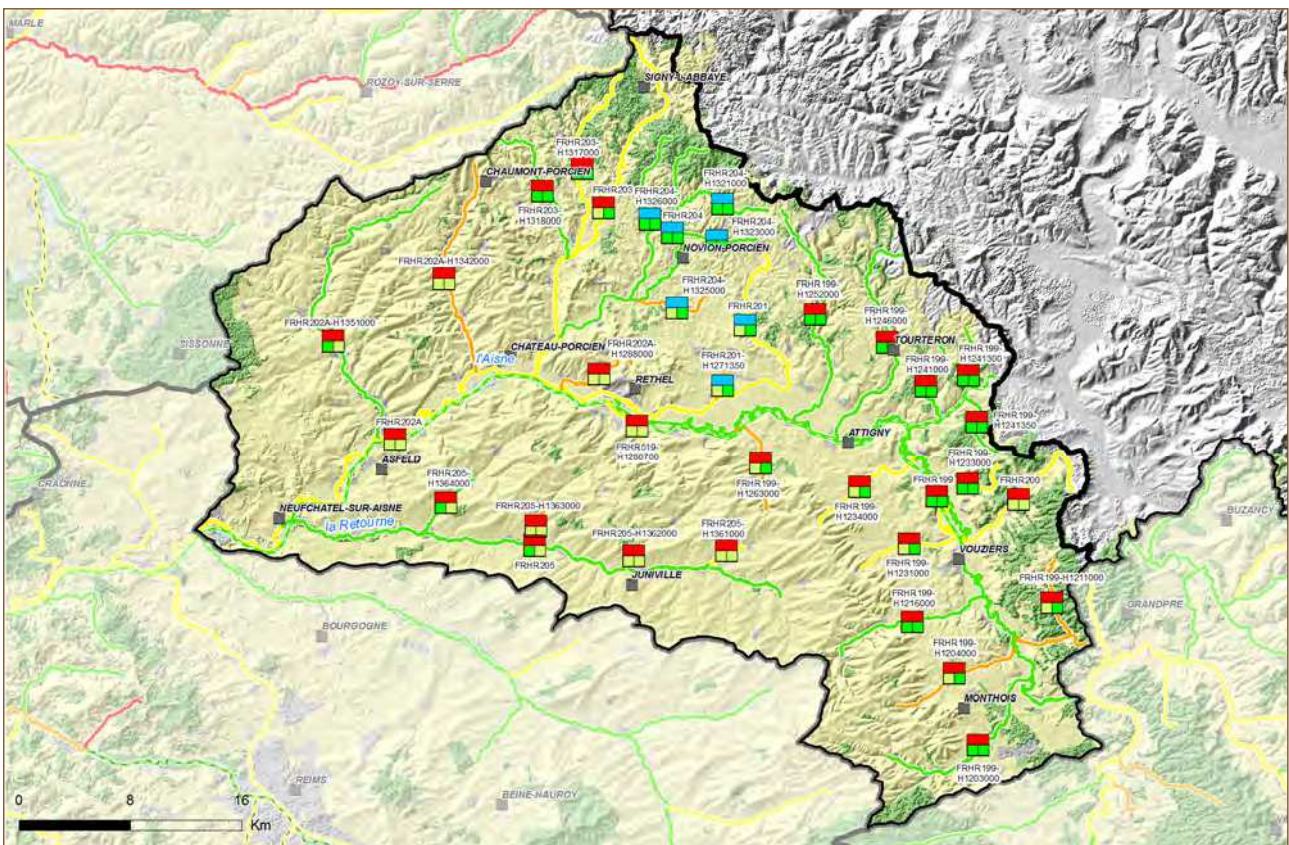 MARLE
ROZOY-SUR-SERRE
SIGNY-L'ABBAYE
FRHR203-
H1317000
CHAUMONT-PORCIEN
FRHR203-
H1318000
FRHR203
FRHR204-
H1326000
FRHR204
FRHR204-
H1321000
FRHR204-
H1323000
NOVION-PORCIEN
FRHR202A-H1342000
FRHR204-
H1325000
FRHR201
FRHR199-
H1252000
FRHR199-
H1246000
TOURTERON
FRHR202A-H1351000
SISSONNE
CHATEAU-PORCIEN
l'Aisne
FRHR202A-
H1288000
RETHEL
FRHR201-
H1271350
FRHR199-
H1241000
FRHR199-
H1241300
FRHR199-
H1241350
FRHR202A
ASFELD
FRHR019-
H1260700
ATTIGNY
FRHR199-
H1263000
FRHR199-
H1233000
FRHR199
FRHR200
FRHR199-
H1234000
CRAONNE
FRHR205-
H1364000
NEUFCHATEL-SUR-AISNE
la Retourne
FRHR205-H1363000
FRHR205
FRHR205-H1362000
FRHR205-
H1361000
JUNIVILLE
BUZANCY
VOUZIERS
FRHR199-
H1231000
FRHR199-H1211000
GRANDPRE
FRHR199-
H1216000
BOURGOGNE
FRHR199-
H1204000
MONTHOIS
FRHR199-
H1203000
REIMS
BEINE-NAUROY
0 8 16
Km